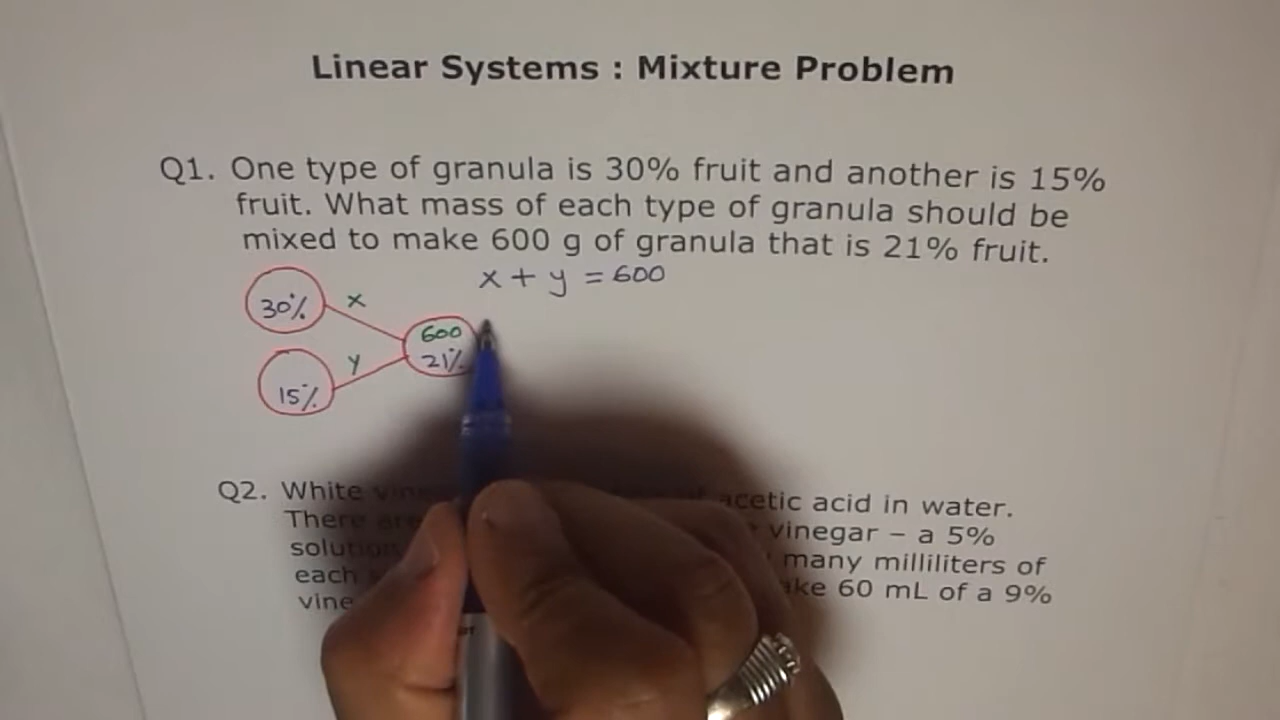 Linear Systems : Mixture Problem
Q1. One type of granula is 30% fruit and another is 15%
fruit. What mass of each type of granula should be
mixed to make 600 g of granula that is 21% fruit.
x + y = 600
30% x
600
21%
y
15%
Q2. White acetic acid in water.
There are vinegar – a 5%
solution many milliliters of
each 60 mL of a 9%